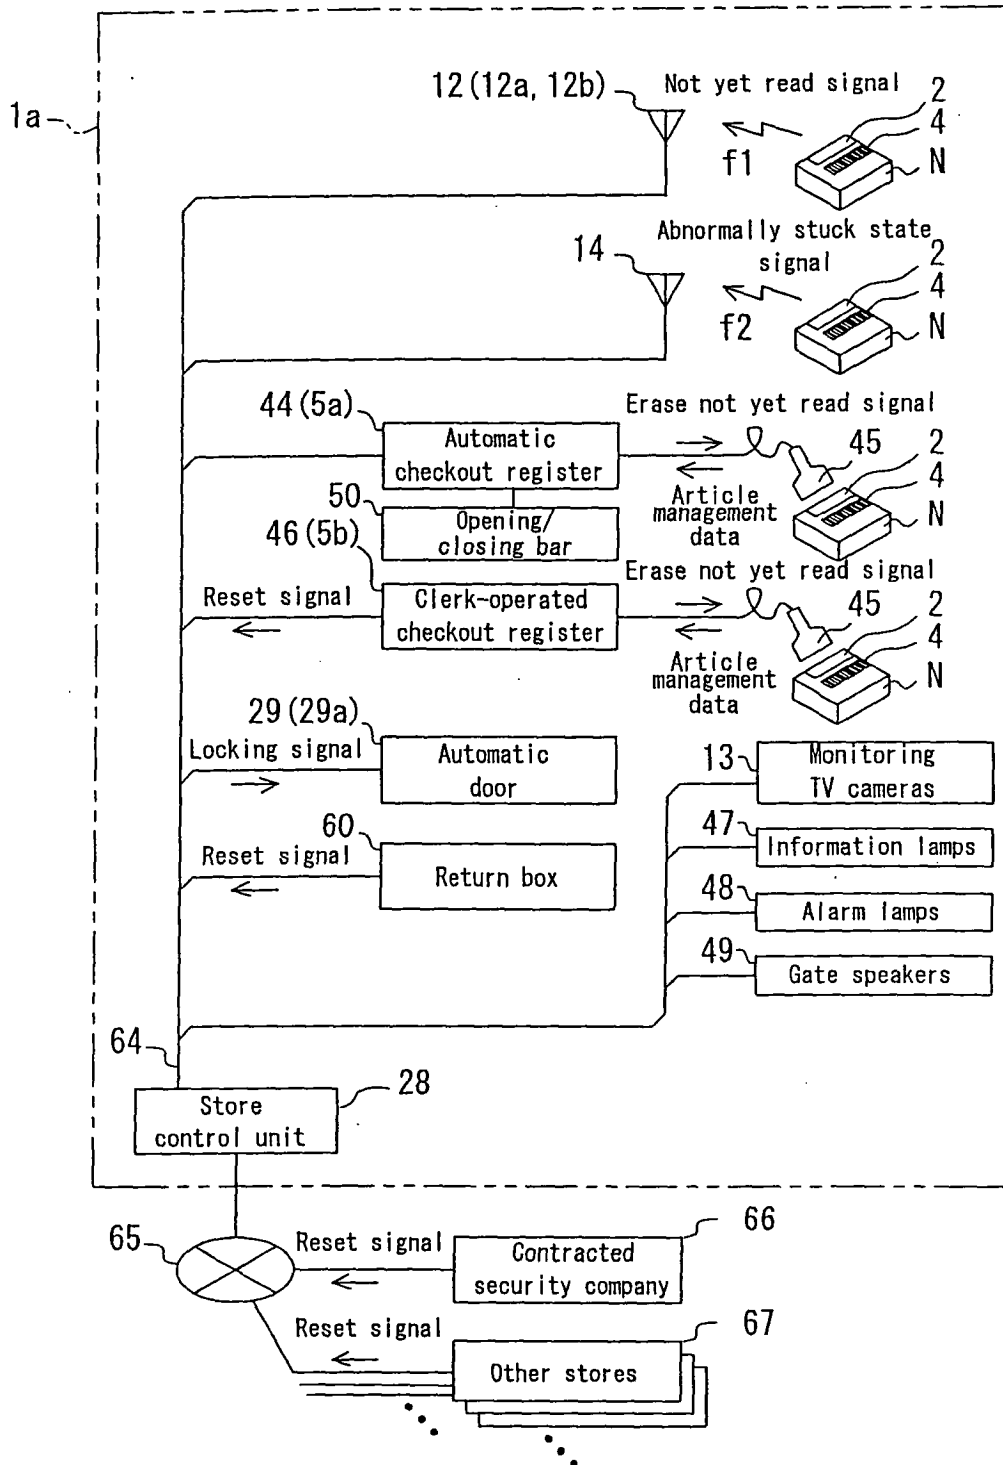 1a
12 (12a, 12b)
Not yet read signal
2
4
N
f1
14
Abnormally stuck state
signal
2
4
N
f2
44 (5a)
Automatic
checkout register
Erase not yet read signal
45
2
4
N
Article
management
data
50
Opening/
closing bar
46 (5b)
Clerk-operated
checkout register
Reset signal
Erase not yet read signal
45
2
4
N
Article
management
data
29 (29a)
Locking signal
Automatic
door
13
Monitoring
TV cameras
60
Reset signal
Return box
47
Information lamps
48
Alarm lamps
49
Gate speakers
64
28
Store
control unit
65
Reset signal
66
Contracted
security company
Reset signal
67
Other stores